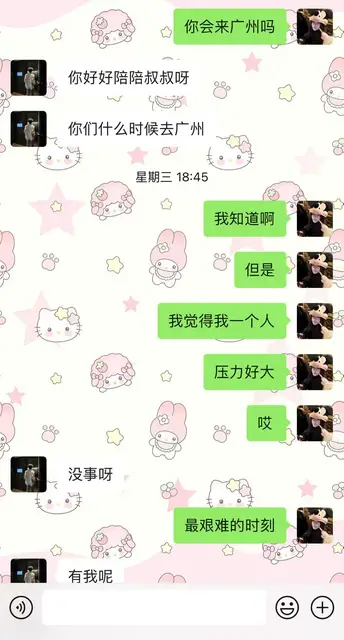 你会来广州吗
你好好陪陪叔叔呀
你们什么时候去广州
星期三 18:45
我知道啊
但是
我觉得我一个人
压力好大
哎
没事呀
最艰难的时刻
有我呢